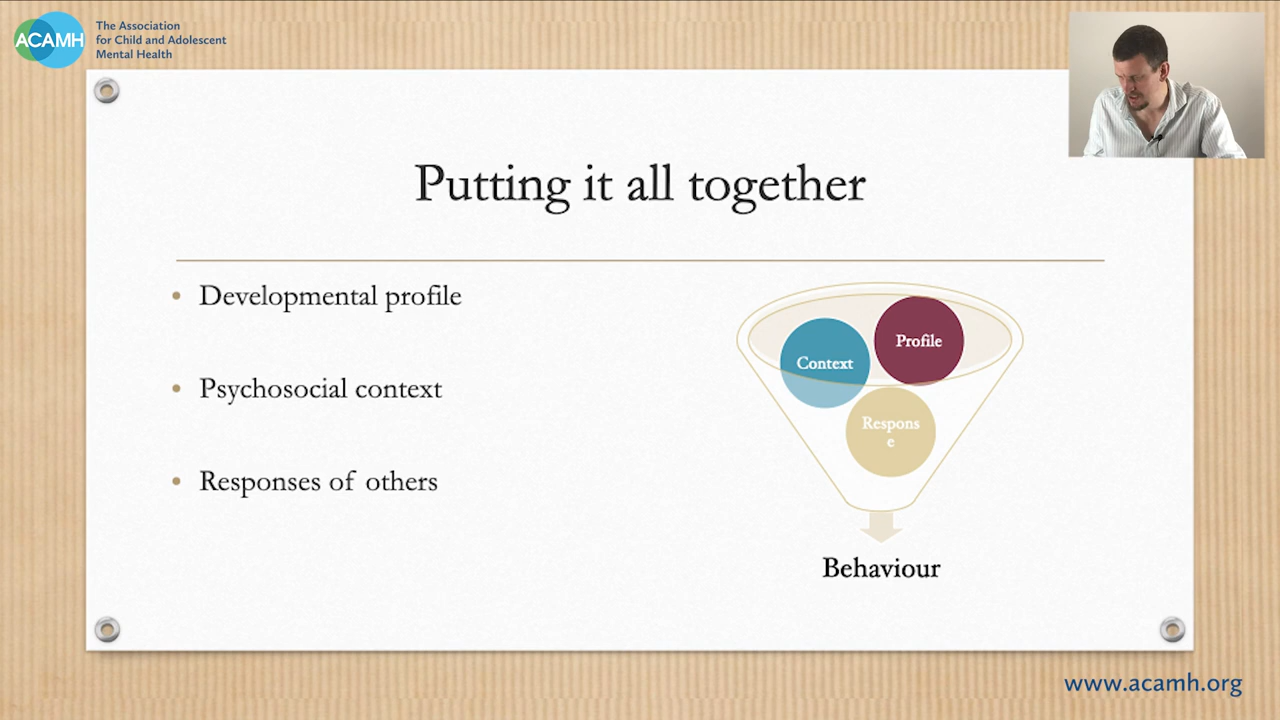 ACAMH
The Association
for Child and Adolescent
Mental Health
Putting it all together
• Developmental profile
• Psychosocial context
• Responses of others
Context
Profile
Respons
e
Behaviour
www.acamh.org